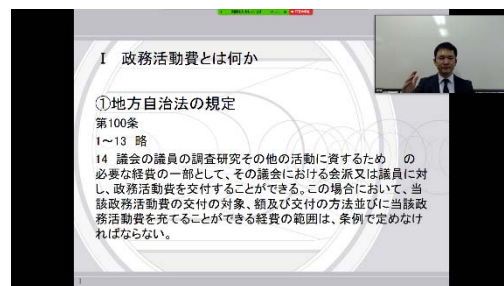 Ⅰ 政務活動費とは何か
①地方自治法の規定
第100条
1~13 略
14 議会の議員の調査研究その他の活動に資するため の
必要な経費の一部として、その議会における会派又は議員に対
し、政務活動費を交付することができる。この場合において、当
該政務活動費の交付の対象、額及び交付の方法並びに当該政
務活動費を充てることができる経費の範囲は、条例で定めなけ
ればならない。
1